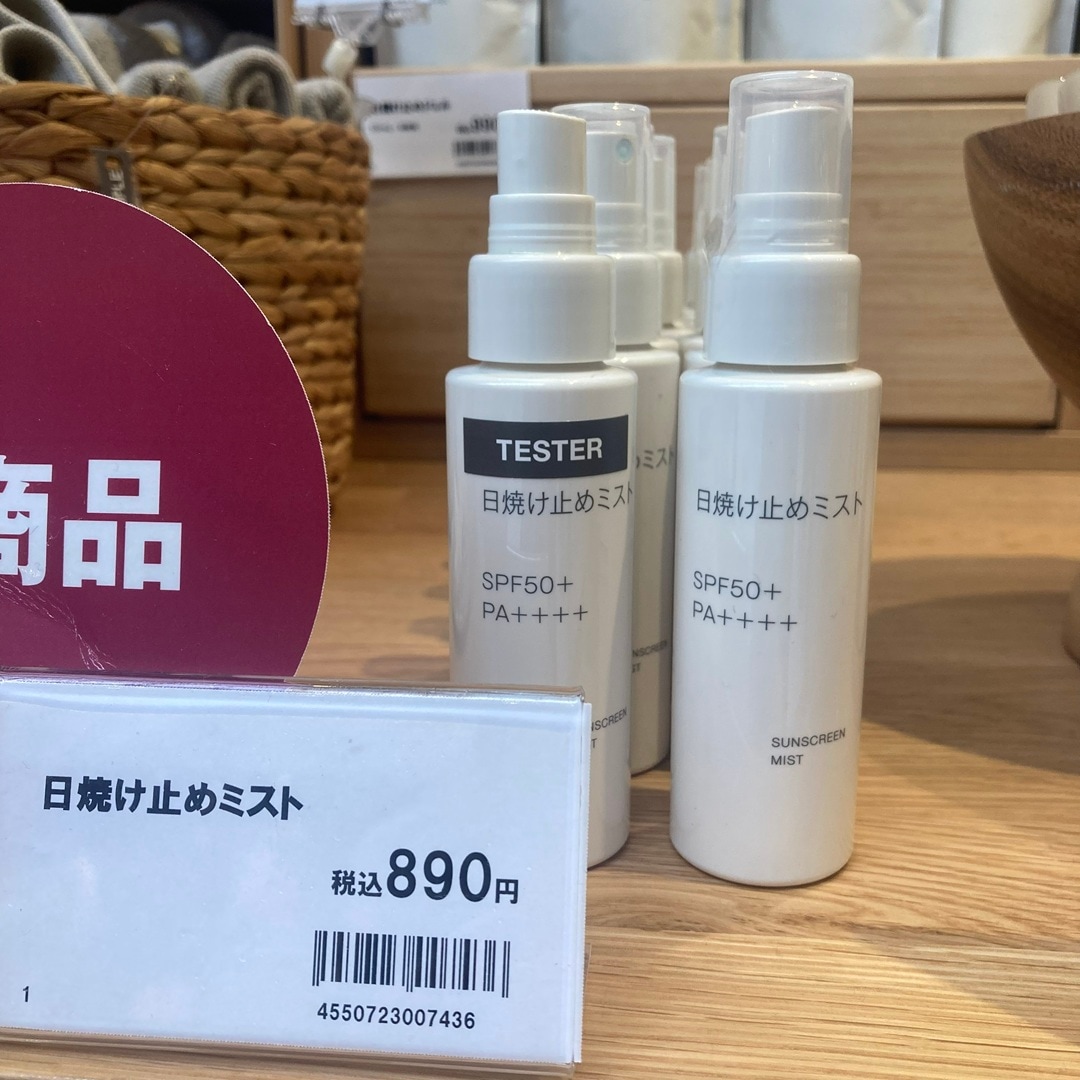 商品
TESTER
日焼け止めミスト
SPF50+
PA++++
日焼け止めミスト
SPF50+
PA++++
SUNSCREEN
MIST
日焼け止めミスト
税込890円
4550723007436
1